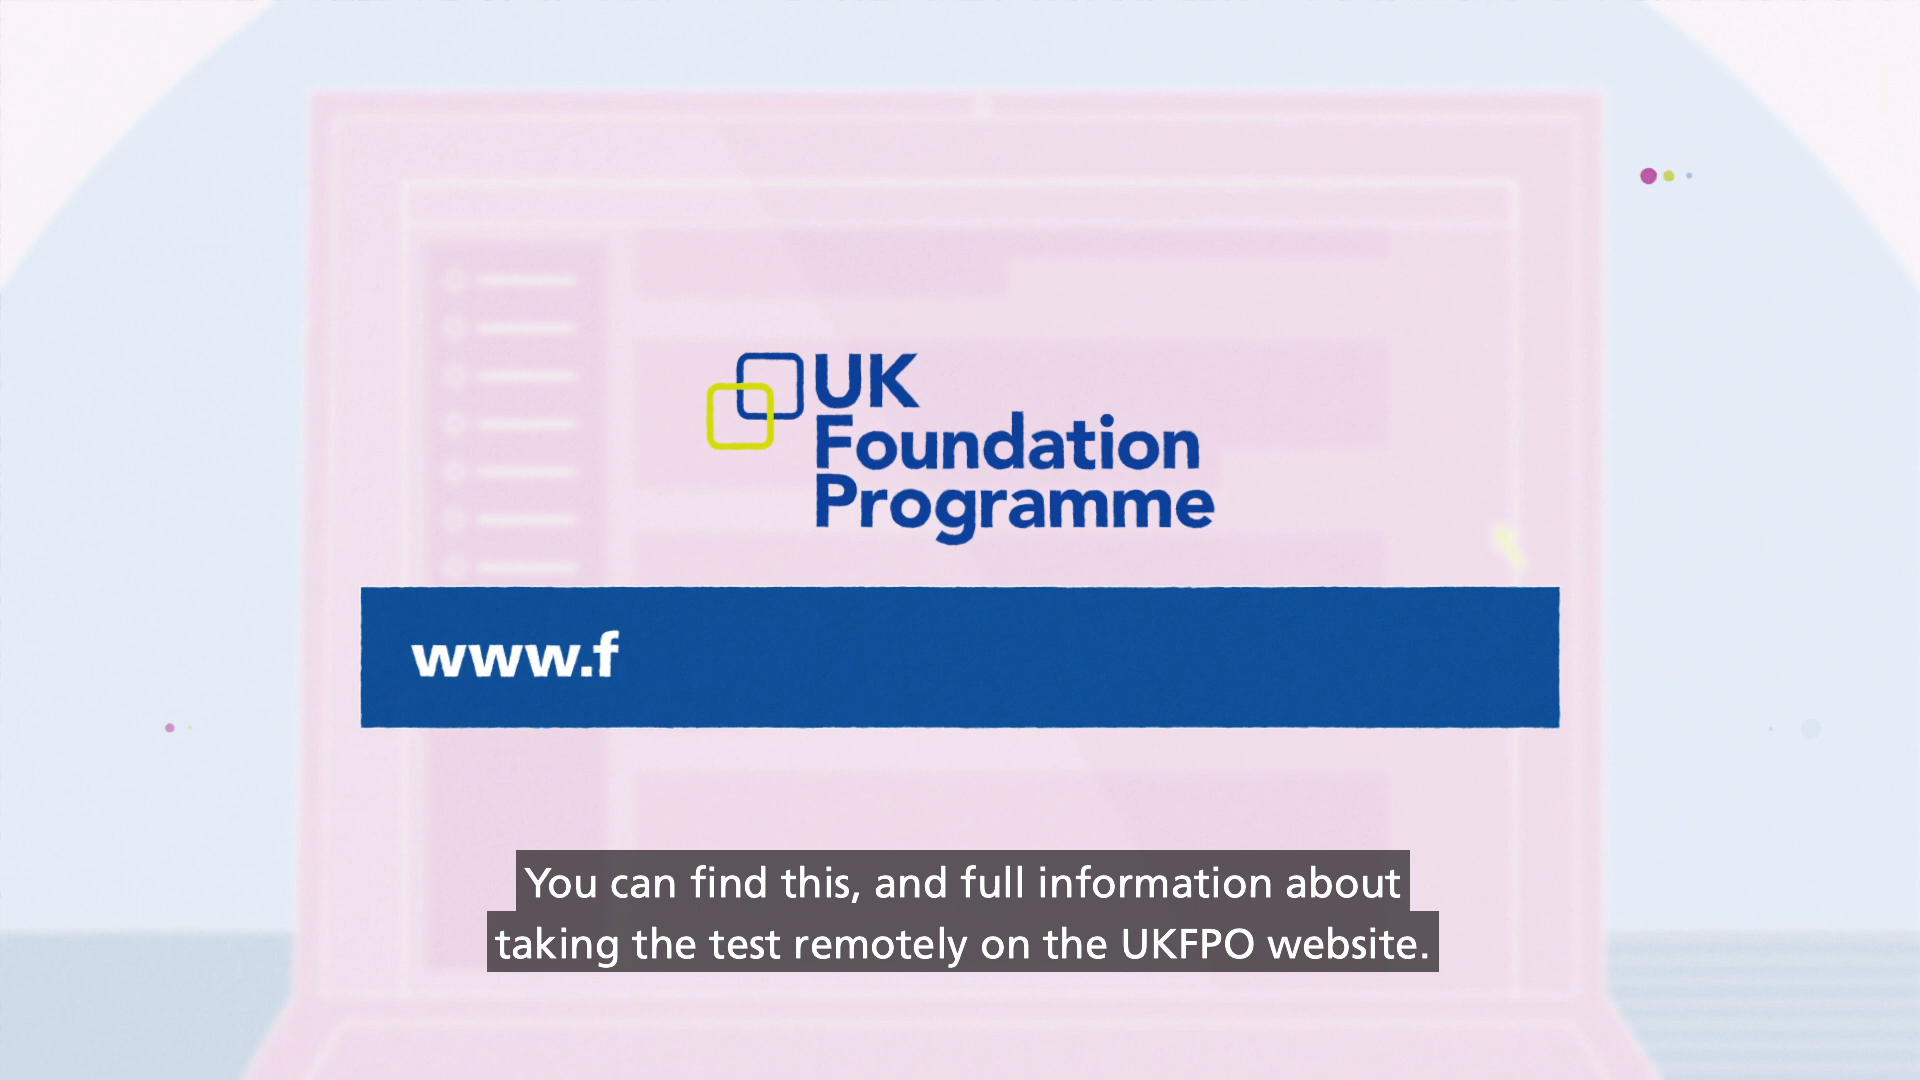 UK
Foundation
Programme
www.f
You can find this, and full information about
taking the test remotely on the UKFPO website.